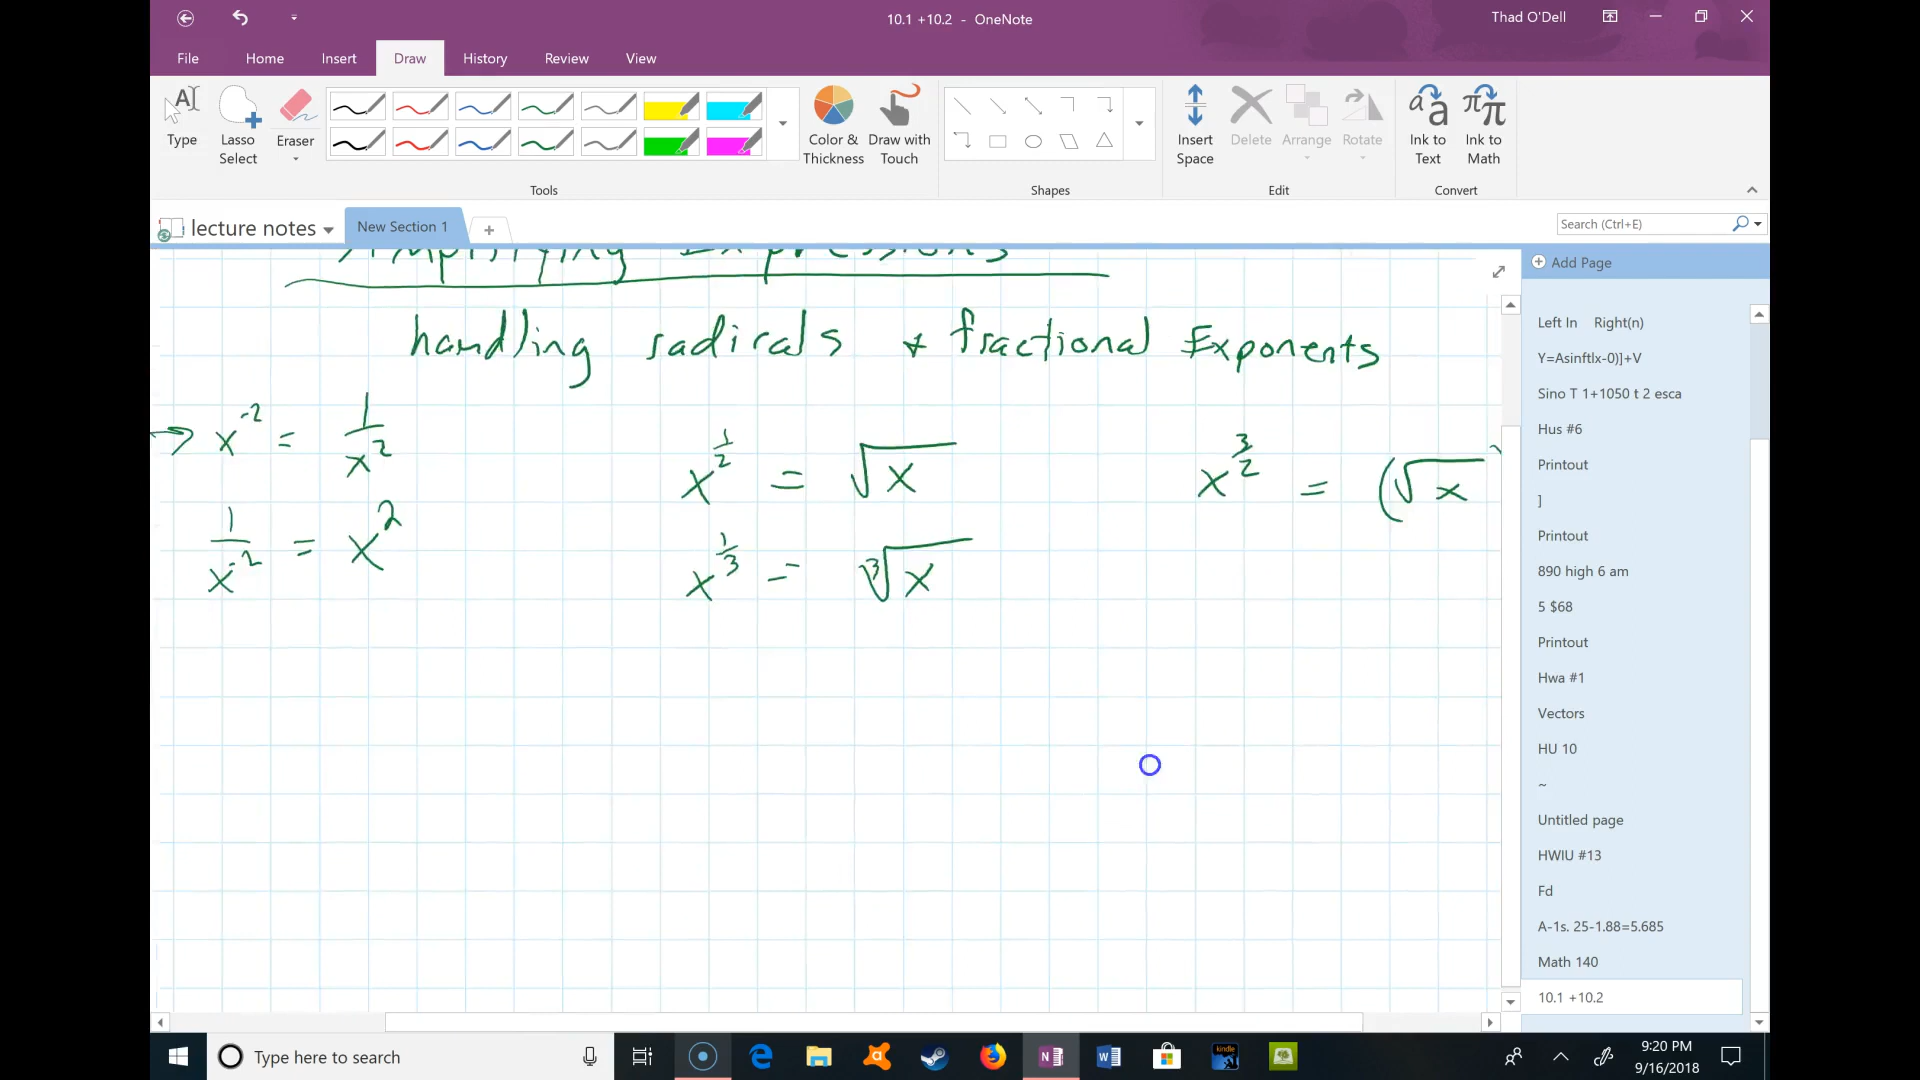 10.1 +10.2 - OneNote
Thad O'Dell
File Home Insert Draw History Review View
Type
Lasso Select
Eraser
Color & Thickness
Draw with Touch
Insert Space
Delete
Arrange
Rotate
Ink to Text
Ink to Math
Tools
Shapes
Edit
Convert
lecture notes
New Section 1
Search (Ctrl+E)
Simplifying Expressions
handling radicals + fractional Exponents
→ x^-2 = 1/x^2
1/x^-2 = x^2
x^1/2 = √x
x^1/3 = ³√x
x^3/2 = (√x
Add Page
Left In Right(n)
Y=Asinftlx-0)]+V
Sino T 1+1050 t 2 esca
Hus #6
Printout
]
Printout
890 high 6 am
5 $68
Printout
Hwa #1
Vectors
HU 10
~
Untitled page
HWIU #13
Fd
A-1s. 25-1.88=5.685
Math 140
10.1 +10.2
Type here to search
kindle
9:20 PM
9/16/2018